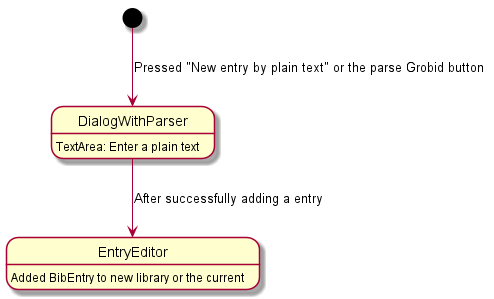 Pressed "New entry by plain text" or the parse Grobid button
DialogWithParser
TextArea: Enter a plain text
After successfully adding a entry
EntryEditor
Added BibEntry to new library or the current